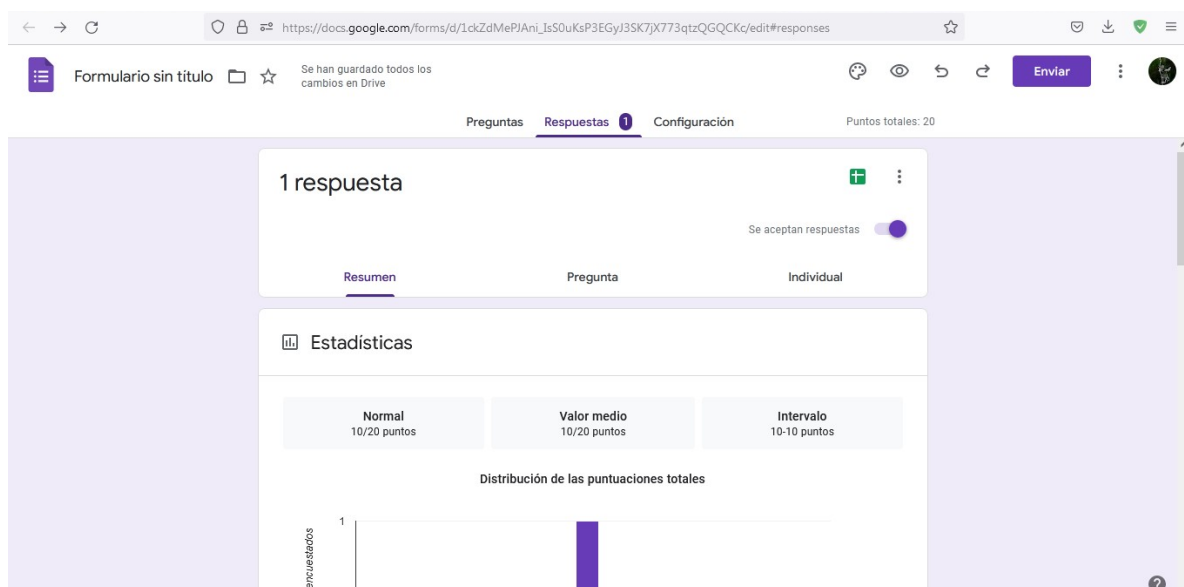 https://docs.google.com/forms/d/1ckZdMePJAni_IsS0uKsP3EGyJ3SK7jX773qtzQGQCKc/edit#responses
Formulario sin título
Se han guardado todos los
cambios en Drive
Enviar
Preguntas Respuestas 1 Configuración Puntos totales: 20
1 respuesta
Se aceptan respuestas
Resumen Pregunta Individual
Estadísticas
Normal Valor medio Intervalo
10/20 puntos 10/20 puntos 10-10 puntos
Distribución de las puntuaciones totales
1
encuestados